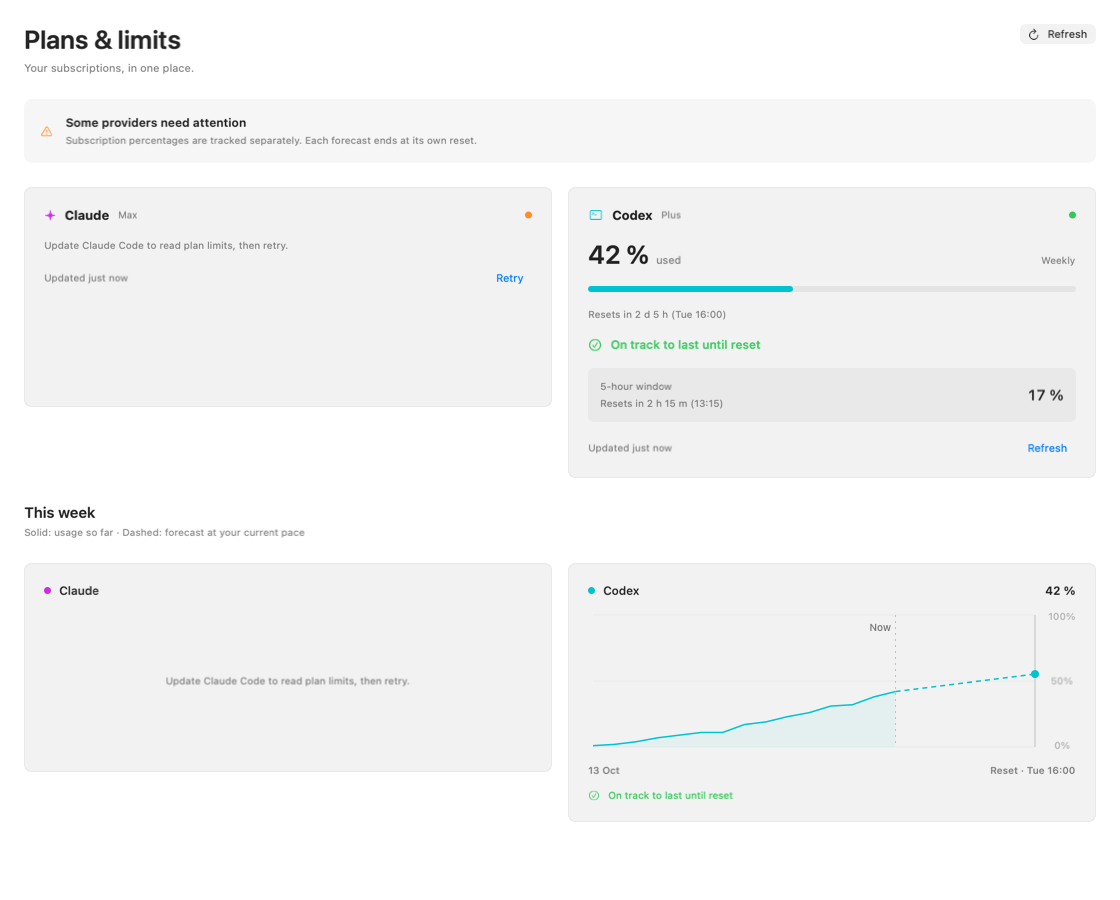 Plans & limits
Refresh
Your subscriptions, in one place.
Some providers need attention
Subscription percentages are tracked separately. Each forecast ends at its own reset.
Claude Max
Update Claude Code to read plan limits, then retry.
Updated just now
Retry
Codex Plus
42 % used
Weekly
Resets in 2 d 5 h (Tue 16:00)
On track to last until reset
5-hour window
Resets in 2 h 15 m (13:15)
17 %
Updated just now
Refresh
This week
Solid: usage so far · Dashed: forecast at your current pace
Claude
Update Claude Code to read plan limits, then retry.
Codex
42 %
100%
Now
50%
0%
13 Oct
Reset · Tue 16:00
On track to last until reset